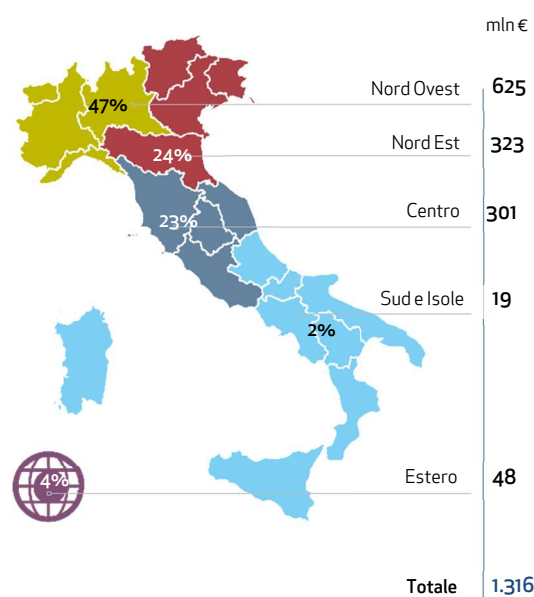 mln €
Nord Ovest 625
47%
Nord Est 323
24%
Centro 301
23%
Sud e Isole 19
2%
Estero 48
4%
Totale 1.316